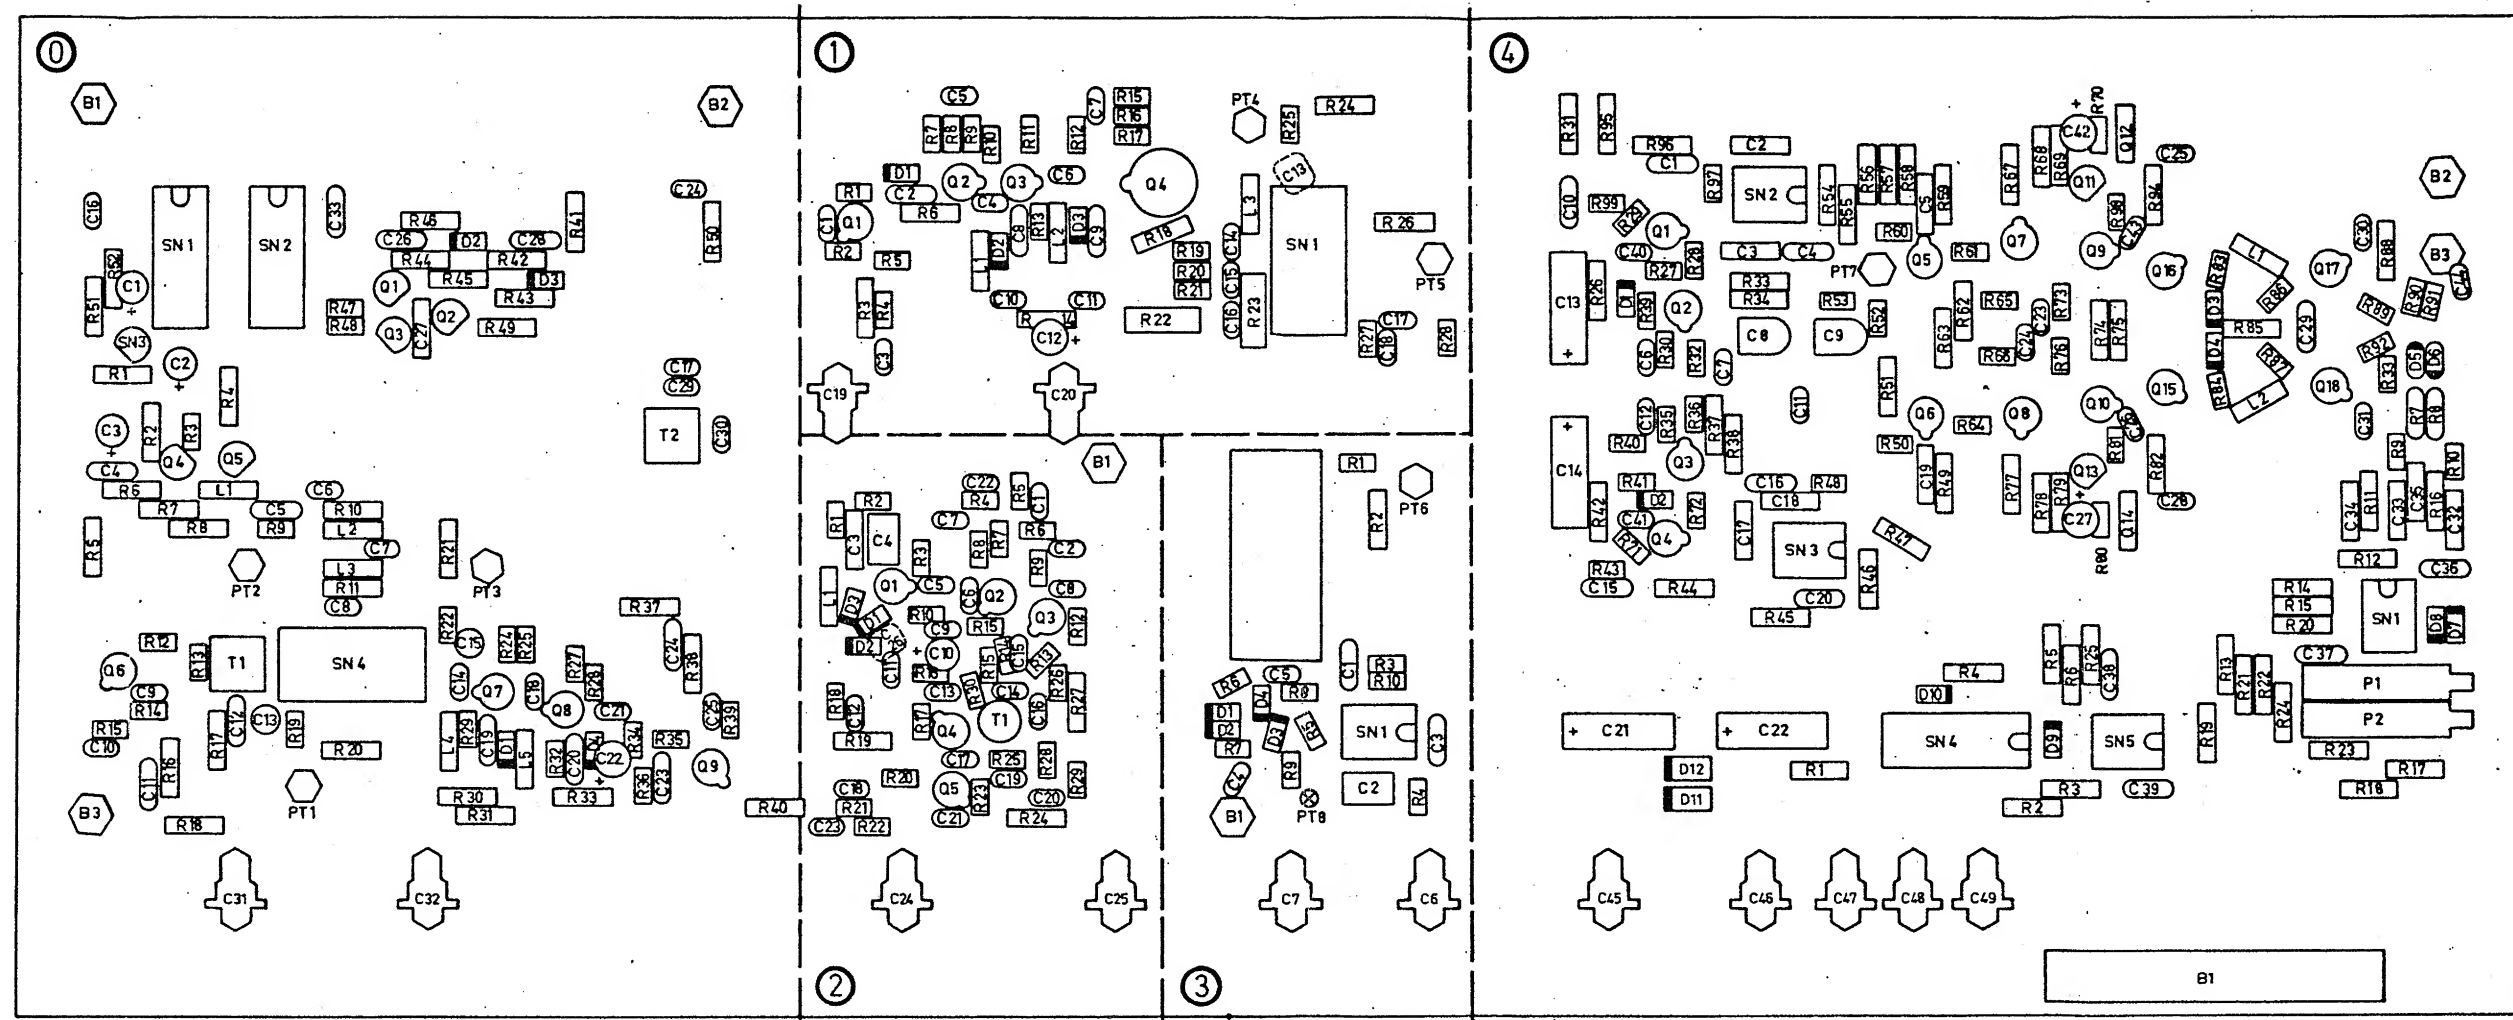 0
B1
B2
C16
SN1
SN2
C33
R46
C26
D2
C28
R41
C24
R50
R44
R42
R45
D3
R43
R52
C1
+
R51
Q1
Q2
Q3
C27
R47
R48
R49
SN3
C2
+
R1
R4
C17
C29
T2
C30
C3
+
R2
R3
Q4
Q5
C4
R6
L1
C6
R7
C5
R10
R8
R9
L2
R5
C7
R21
L3
R11
C8
PT2
PT3
R37
R12
R22
C15
R24
R25
C24
R38
Q6
R13
T1
SN4
R27
R28
C9
R14
C14
Q7
C18
Q8
C21
C25
R39
R15
C10
R17
C12
C13
R19
R20
L4
R29
C19
D1
L5
R32
C20
D4
C22
+
R34
R35
Q9
C11
R16
R36
C23
PT1
R30
R33
R31
B3
R18
R40
C31
C32
1
C5
C7
R15
R16
R17
R7
R8
R9
R10
R11
R12
PT4
R25
R24
D1
Q2
Q3
C6
Q4
C13
R1
C2
C4
R6
C1
Q1
C8
R13
L2
D3
C9
R18
L3
R26
R2
R5
L1
D2
R19
C14
SN1
R20
C15
R21
PT5
R3
R4
C10
C11
C12
+
R22
C16
R23
C3
R27
C17
C18
R28
C19
C20
B1
R2
C22
R4
R5
C1
R1
C3
C4
C7
R6
R8
R7
C2
R3
R9
Q1
C5
C6
Q2
C8
L1
D3
D1
R10
C9
R15
Q3
R12
D2
+
C10
R14
C15
R13
C11
R16
R15
R18
C13
R30
C14
R26
R27
C12
R17
Q4
T1
C16
R19
C17
R25
R28
R20
C19
R29
C18
Q5
R23
C20
R21
C21
R24
C23
R22
C24
C25
2
R1
R2
PT6
C1
R3
R10
R6
C5
D4
R8
D1
D2
D3
R7
R9
SN1
C3
C4
C2
R4
B1
PT8
C7
C6
3
4
R31
R95
R96
C1
C2
R97
SN2
C10
R99
R29
Q1
C40
R27
R28
C3
C4
R54
R55
R56
R57
R58
C5
R59
R60
Q5
R61
PT7
C13
+
R26
D1
R39
Q2
R33
R34
R53
R52
C8
C9
C6
R30
R32
C7
R51
R63
R62
R65
C23
C24
R66
R73
R76
R74
R75
R67
Q7
R68
R69
+
C42
R70
Q12
Q11
C25
R94
R98
C43
Q9
Q16
R83
L1
R86
D3
R85
D4
R87
R84
L2
Q17
C29
Q18
C30
R88
B2
B3
C44
R89
R90
R91
R92
R33
D5
D6
R7
R8
C31
R9
R10
C12
R35
R36
R37
R38
R40
Q3
C11
C14
+
R42
R41
D2
C41
R71
Q4
R72
C16
R48
C18
C17
SN3
R47
R46
R43
C15
R44
C20
R45
Q6
R50
R64
Q8
C19
R49
Q10
R81
Q15
Q13
R82
R77
R78
R79
+
C27
R80
Q14
C28
C34
R11
C33
C35
R16
C32
R12
C36
R14
R15
R20
SN1
D8
D7
C37
P1
P2
R13
R21
R22
R24
R19
R23
R17
R18
R5
R6
R25
C38
R4
D10
SN4
D9
SN5
+ C21
+ C22
D12
D11
R1
R3
C39
R2
C45
C46
C47
C48
C49
B1